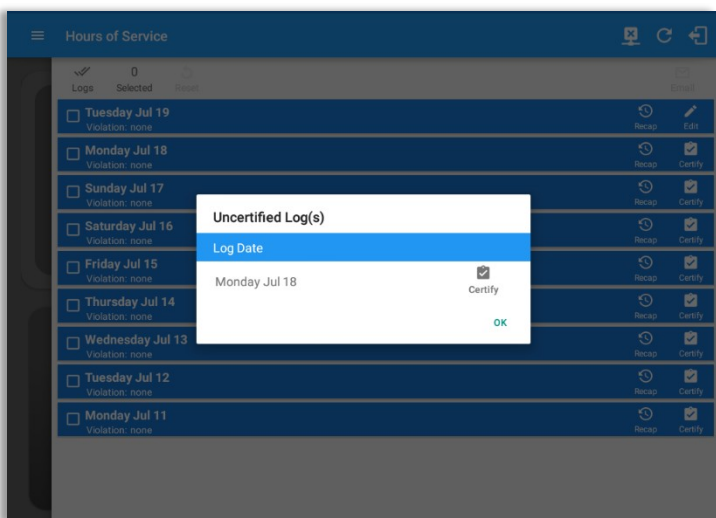 Hours of Service
Logs 0 Selected Reset Email
Tuesday Jul 19
Violation: none
Recap Edit
Monday Jul 18
Violation: none
Recap Certify
Sunday Jul 17
Violation: none
Recap Certify
Saturday Jul 16
Violation: none
Recap Certify
Friday Jul 15
Violation: none
Recap Certify
Thursday Jul 14
Violation: none
Recap Certify
Wednesday Jul 13
Violation: none
Recap Certify
Tuesday Jul 12
Violation: none
Recap Certify
Monday Jul 11
Violation: none
Recap Certify
Uncertified Log(s)
Log Date
Monday Jul 18
Certify
OK